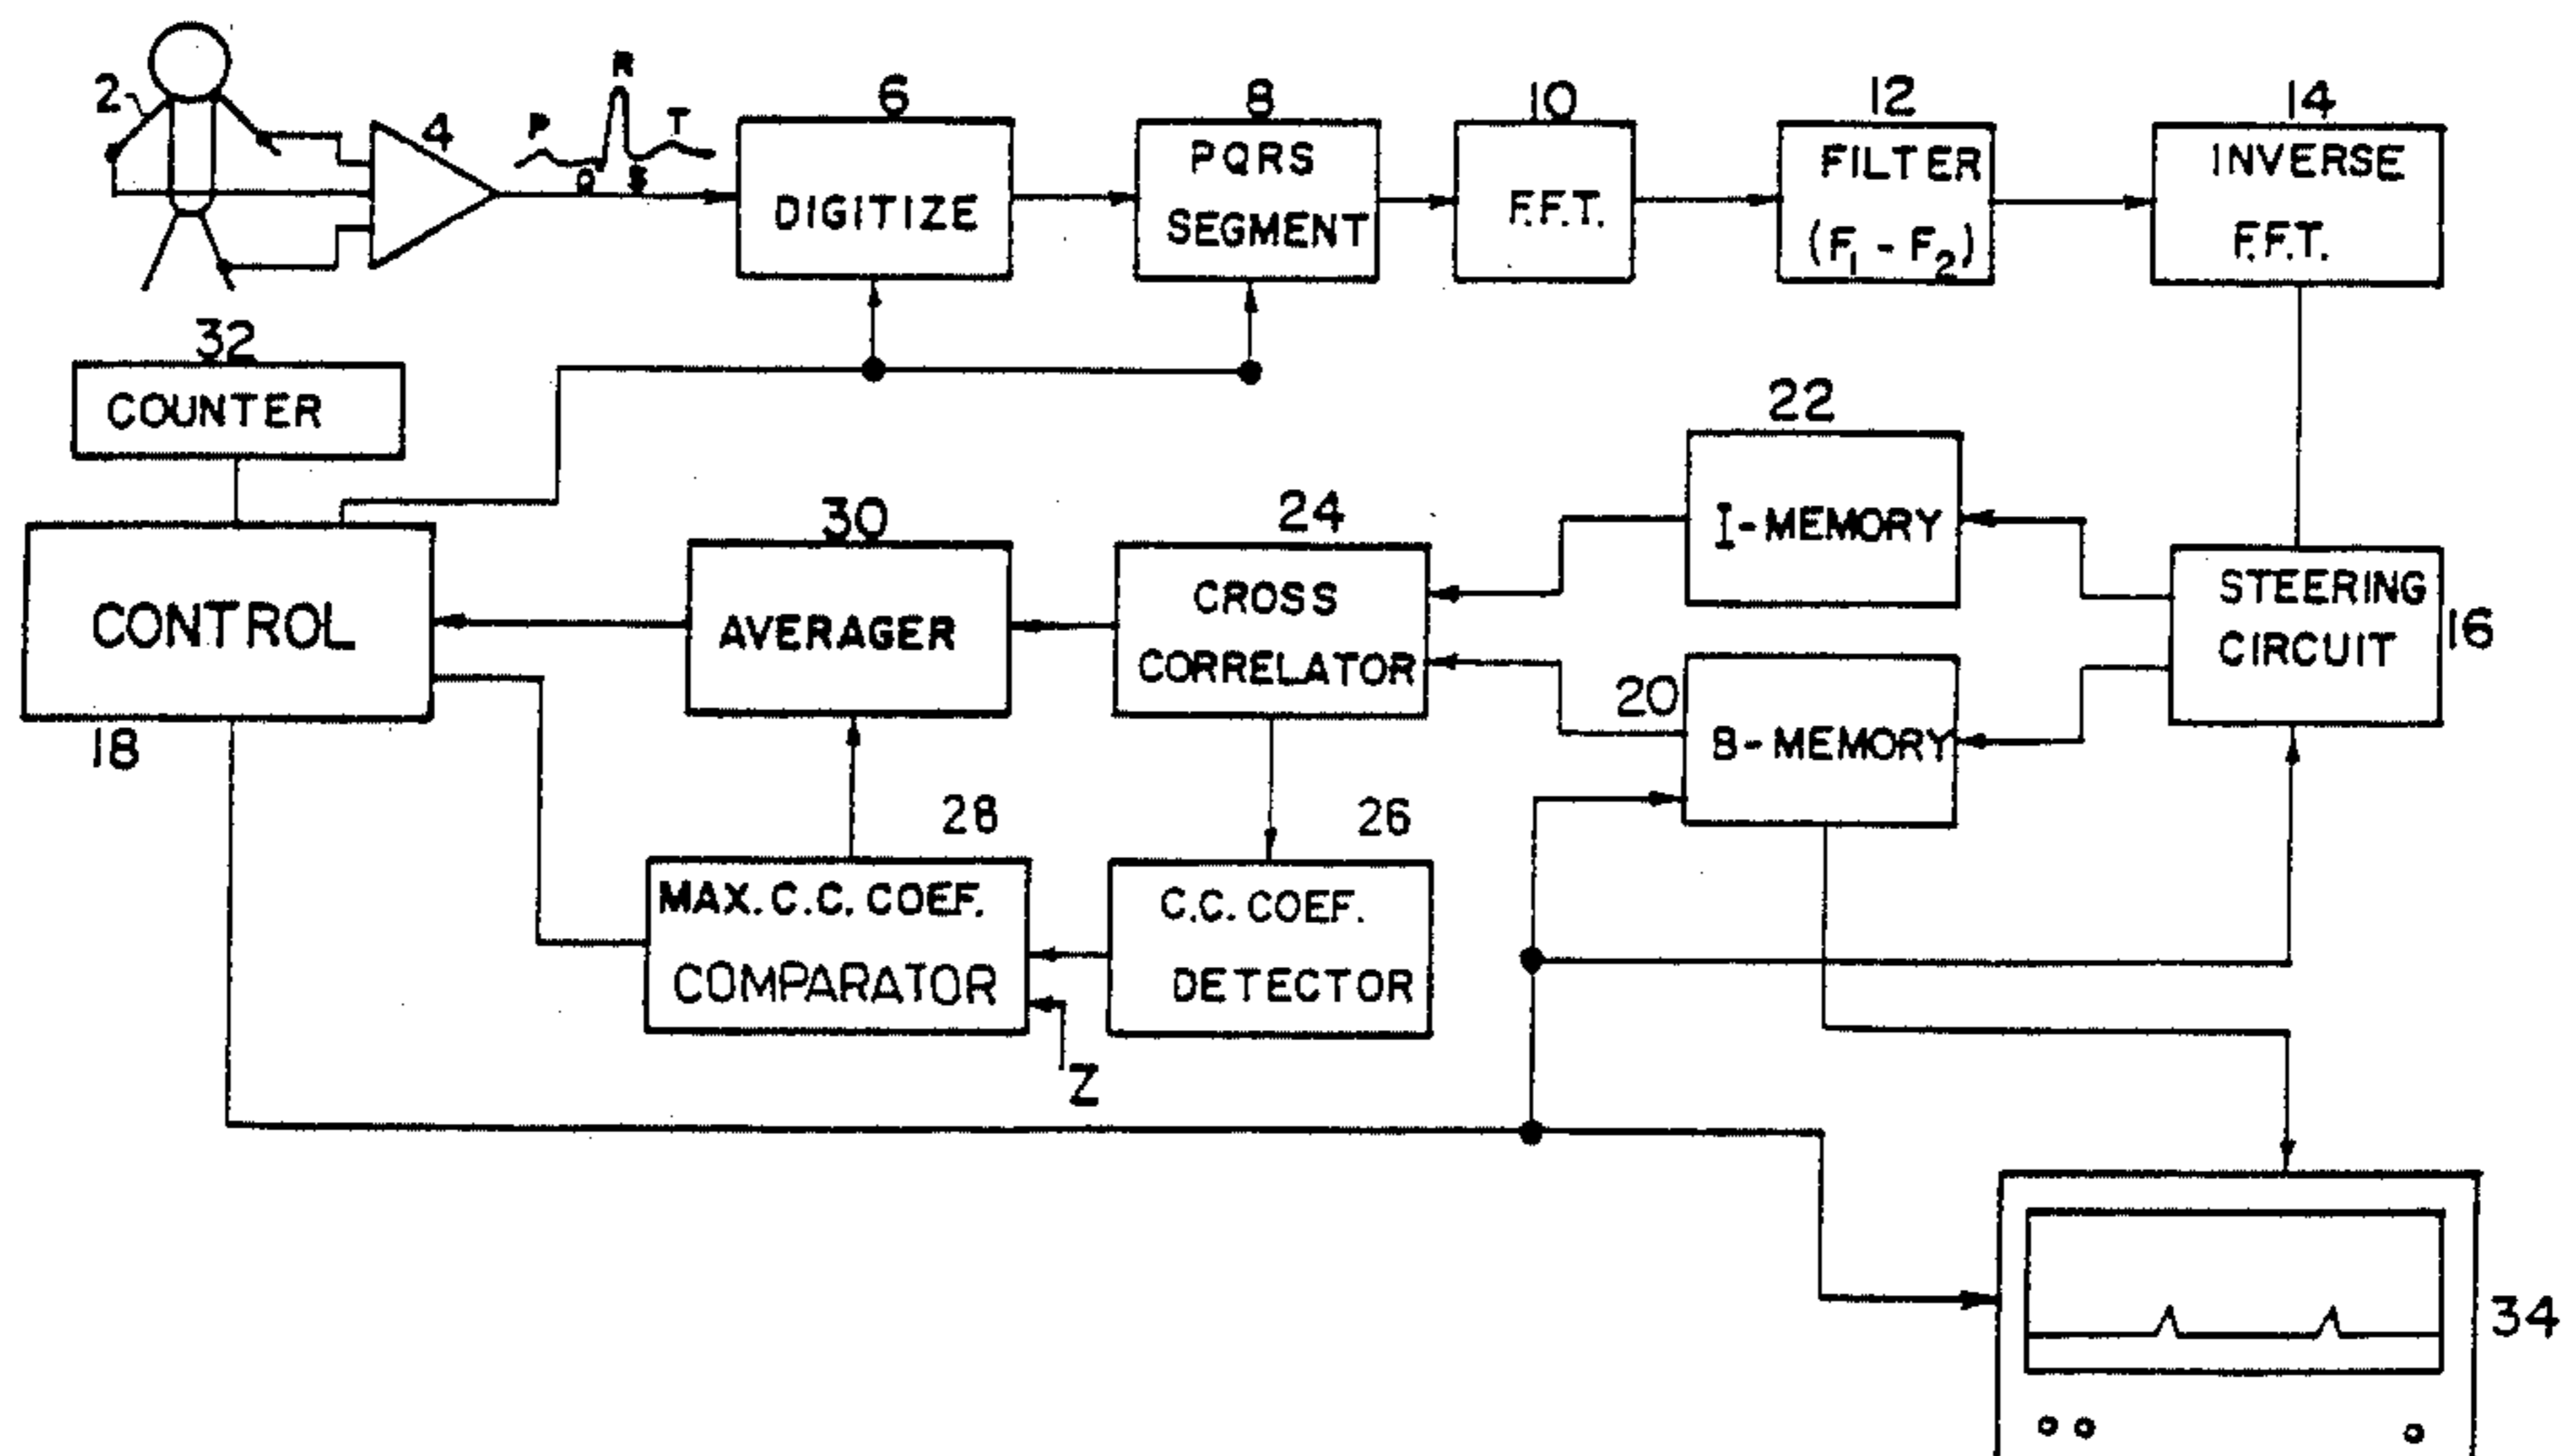 2
4
P
R
T
Q
S
6
DIGITIZE
8
PQRS
SEGMENT
10
F.F.T.
12
FILTER
(F1 - F2)
14
INVERSE
F.F.T.
32
COUNTER
22
I-MEMORY
30
AVERAGER
24
CROSS
CORRELATOR
STEERING
CIRCUIT
16
CONTROL
18
20
B-MEMORY
28
MAX. C.C. COEF.
COMPARATOR
26
C.C. COEF.
DETECTOR
Z
34